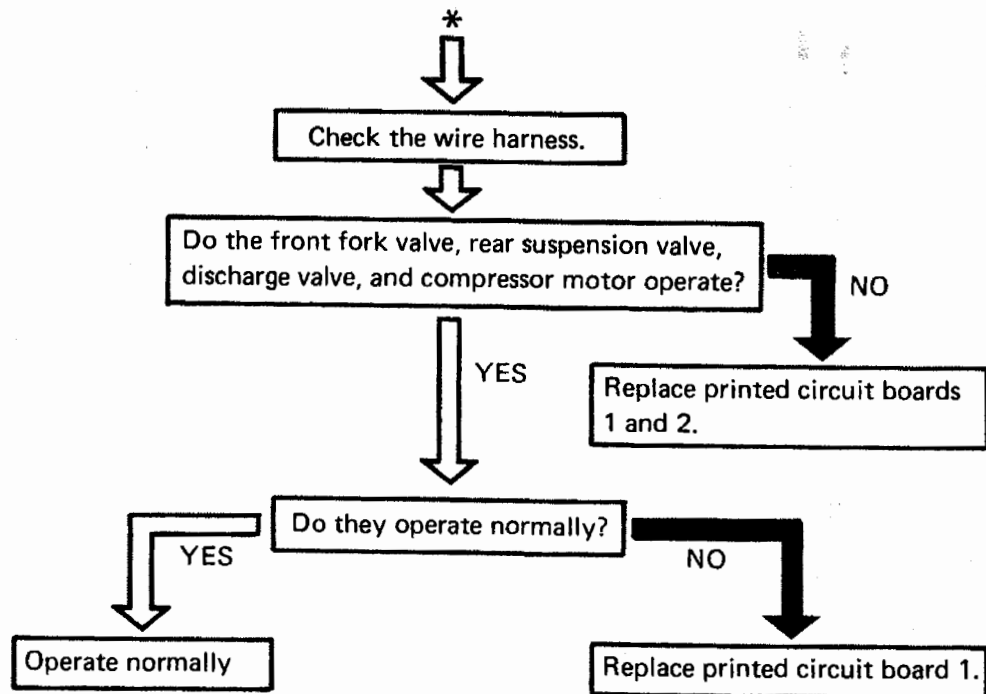 *
Check the wire harness.
Do the front fork valve, rear suspension valve,
discharge valve, and compressor motor operate?
NO
YES
Replace printed circuit boards
1 and 2.
Do they operate normally?
YES
NO
Operate normally
Replace printed circuit board 1.